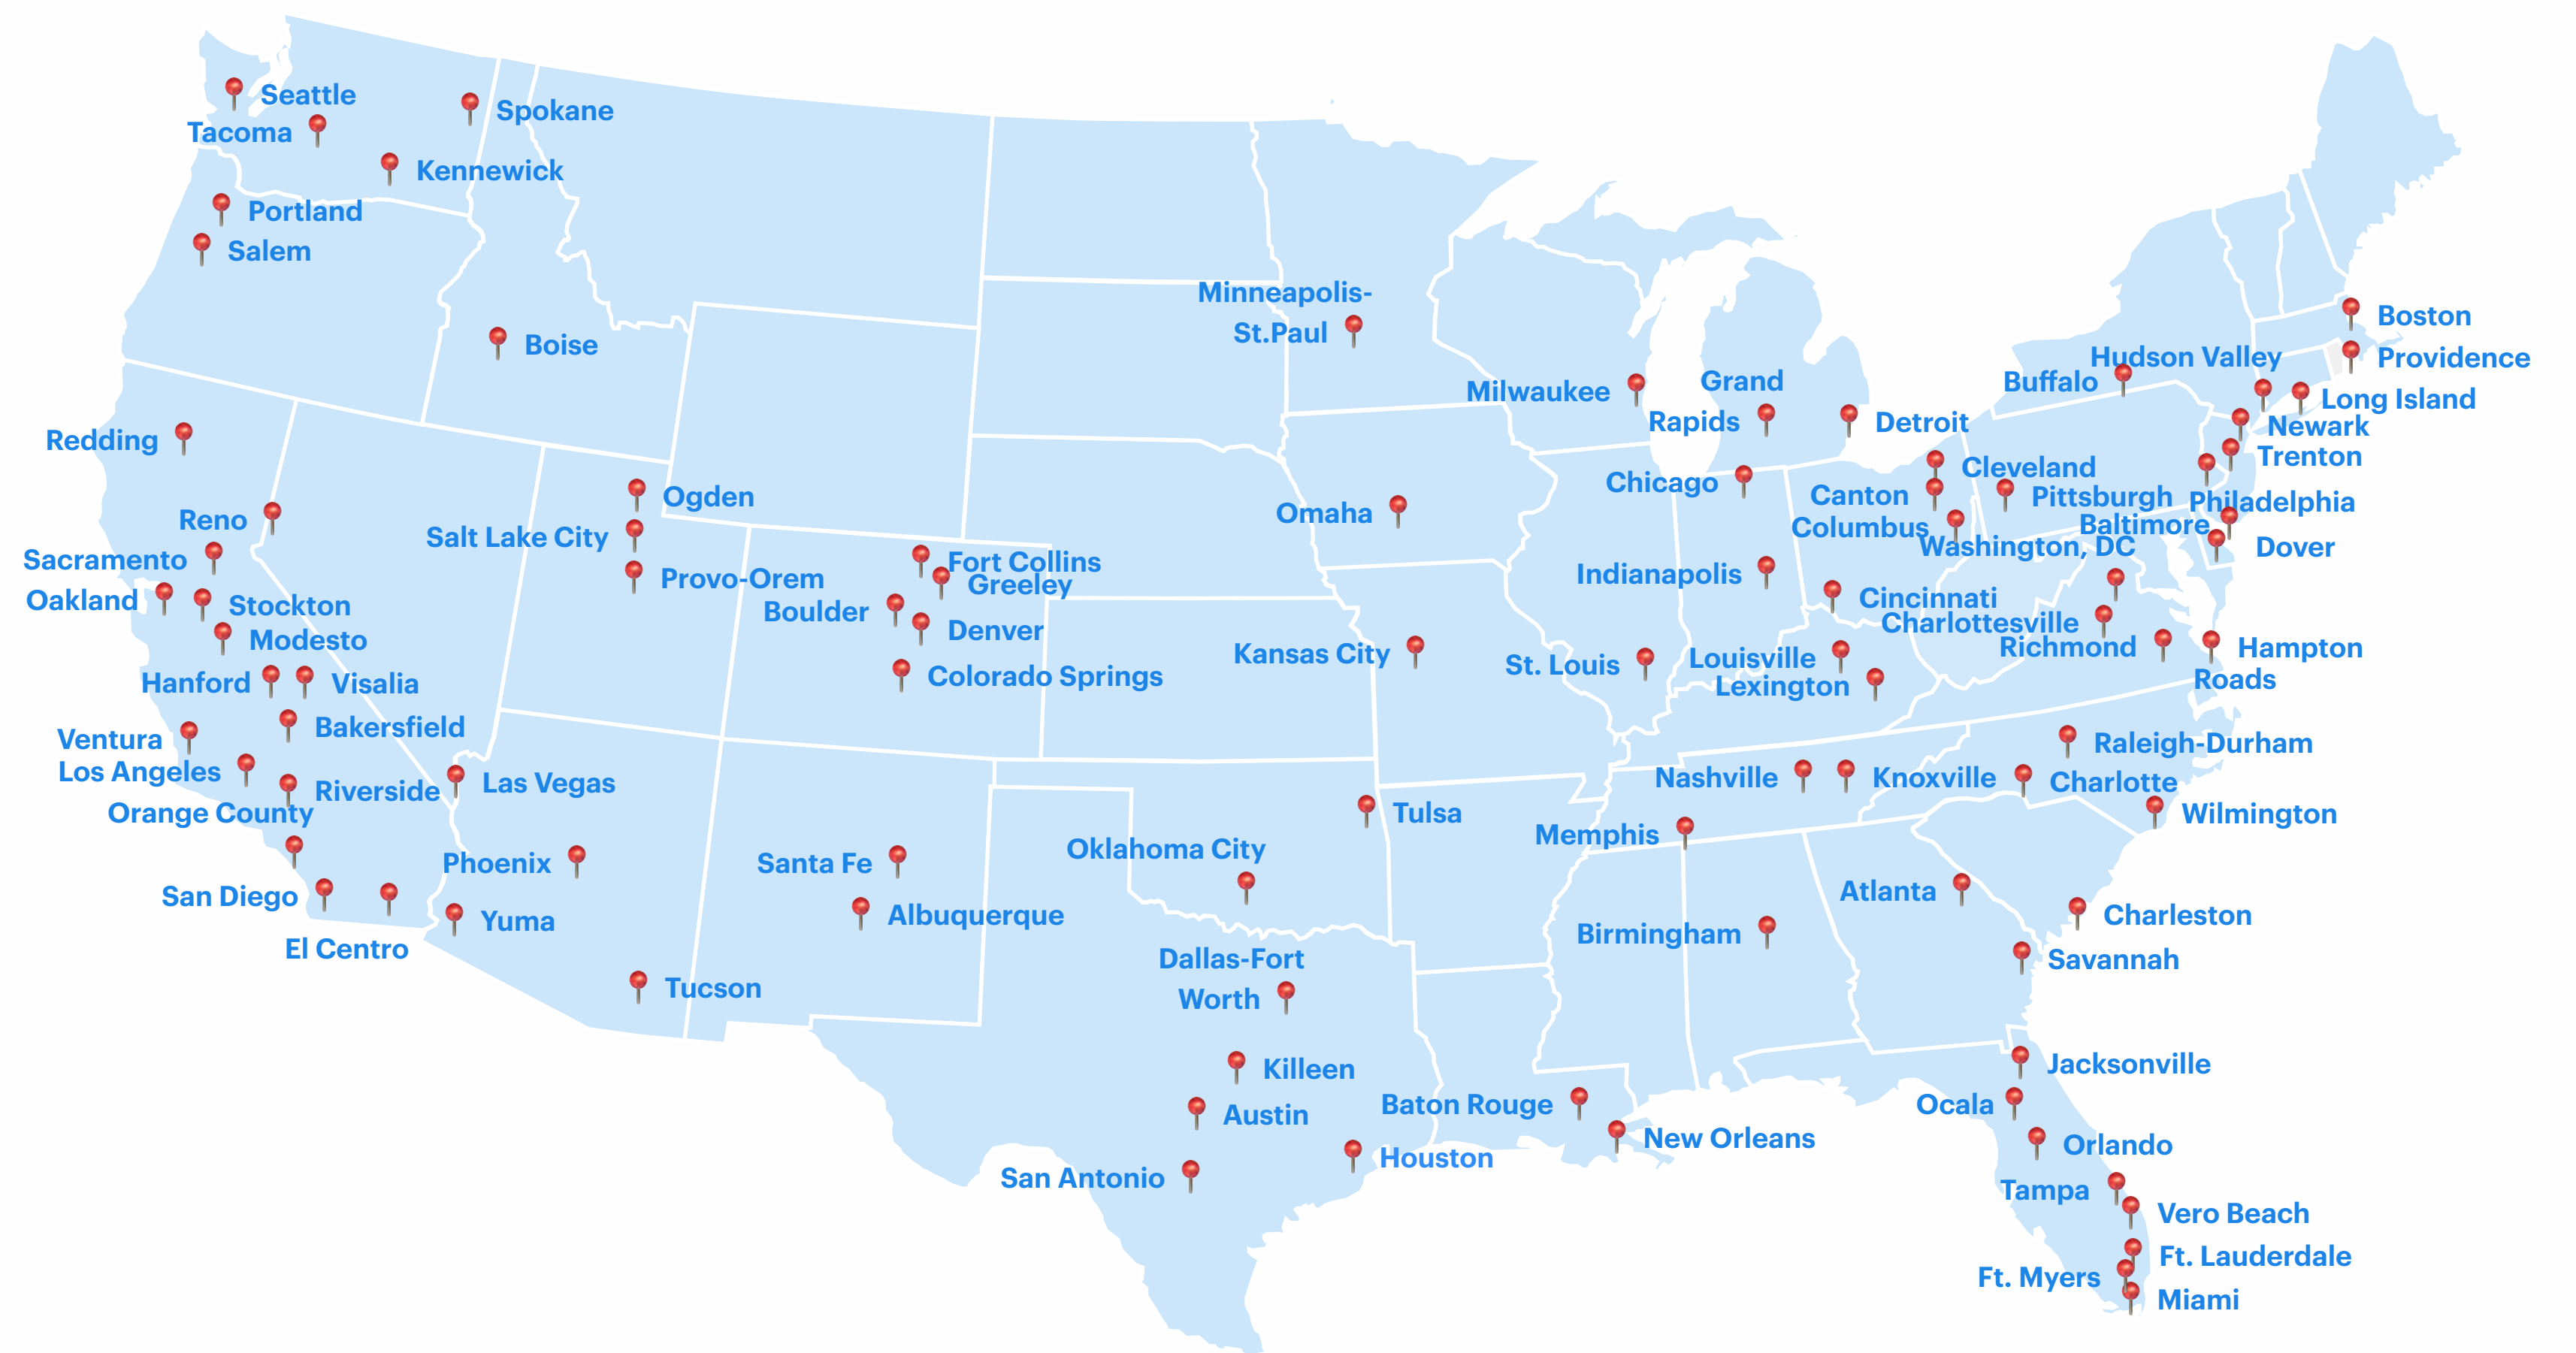 Seattle
Spokane
Tacoma
Kennewick
Portland
Salem
Boise
Redding
Reno
Sacramento
Oakland
Stockton
Modesto
Hanford
Visalia
Bakersfield
Ventura
Los Angeles
Riverside
Orange County
San Diego
El Centro
Las Vegas
Phoenix
Yuma
Tucson
Ogden
Salt Lake City
Provo-Orem
Fort Collins
Greeley
Boulder
Denver
Colorado Springs
Santa Fe
Albuquerque
Minneapolis-
St.Paul
Omaha
Kansas City
Tulsa
Oklahoma City
Dallas-Fort
Worth
Killeen
Austin
San Antonio
Houston
Milwaukee
Grand
Rapids
Detroit
Chicago
Indianapolis
St. Louis
Louisville
Lexington
Cincinnati
Cleveland
Canton
Columbus
Pittsburgh
Nashville
Knoxville
Memphis
Birmingham
Atlanta
Baton Rouge
New Orleans
Boston
Hudson Valley
Providence
Buffalo
Long Island
Newark
Trenton
Philadelphia
Baltimore
Washington, DC
Dover
Charlottesville
Richmond
Hampton
Roads
Raleigh-Durham
Charlotte
Wilmington
Charleston
Savannah
Jacksonville
Ocala
Orlando
Tampa
Vero Beach
Ft. Lauderdale
Ft. Myers
Miami